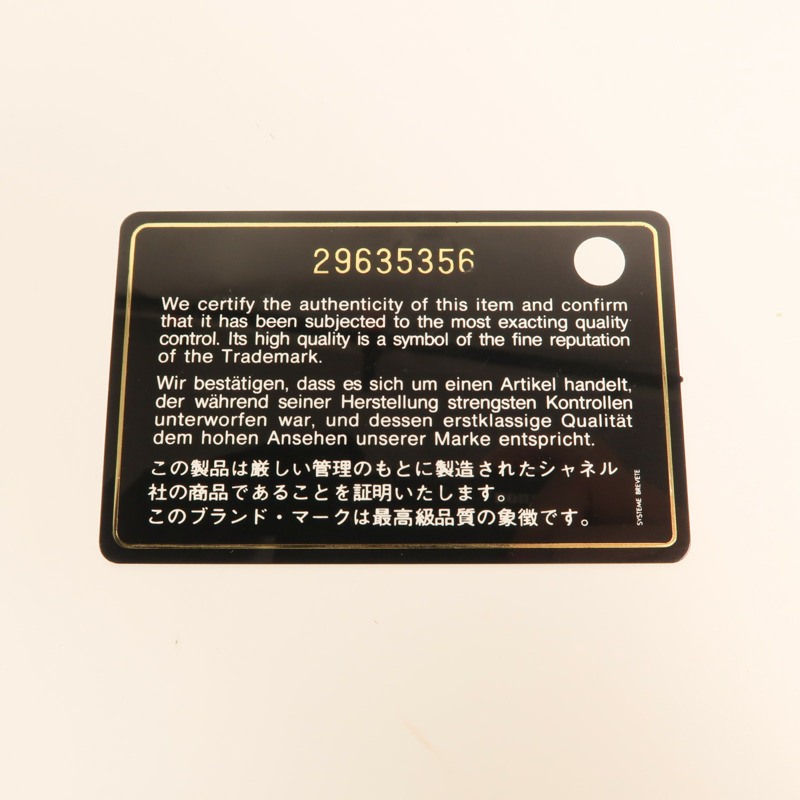 29635356
We certify the authenticity of this item and confirm
that it has been subjected to the most exacting quality
control. Its high quality is a symbol of the fine reputation
of the Trademark.
Wir bestätigen, dass es sich um einen Artikel handelt,
der während seiner Herstellung strengsten Kontrollen
unterworfen war, und dessen erstklassige Qualität
dem hohen Ansehen unserer Marke entspricht.
この製品は厳しい管理のもとに製造されたシャネル
社の商品であることを証明いたします。
このブランド・マークは最高級品質の象徴です。
SYSTEME BREVETE